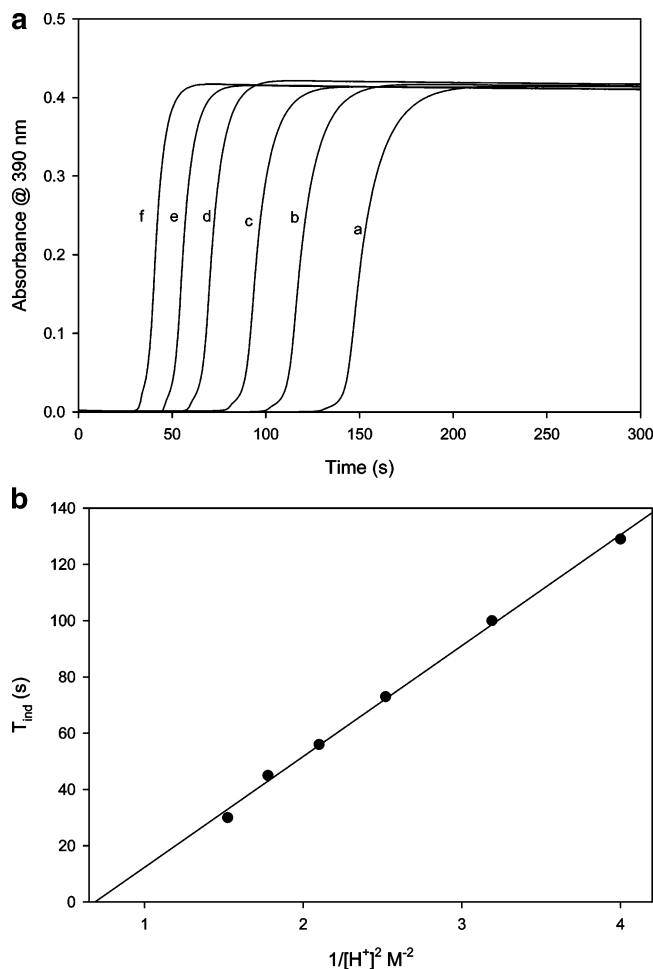 a
0.5
0.4
0.3
0.2
0.1
0.0
Absorbance @ 390 nm
f e d c b a
0 50 100 150 200 250 300
Time (s)
b
140
120
100
80
60
40
20
0
T_ind (s)
1 2 3 4
1/[H⁺]² M⁻²